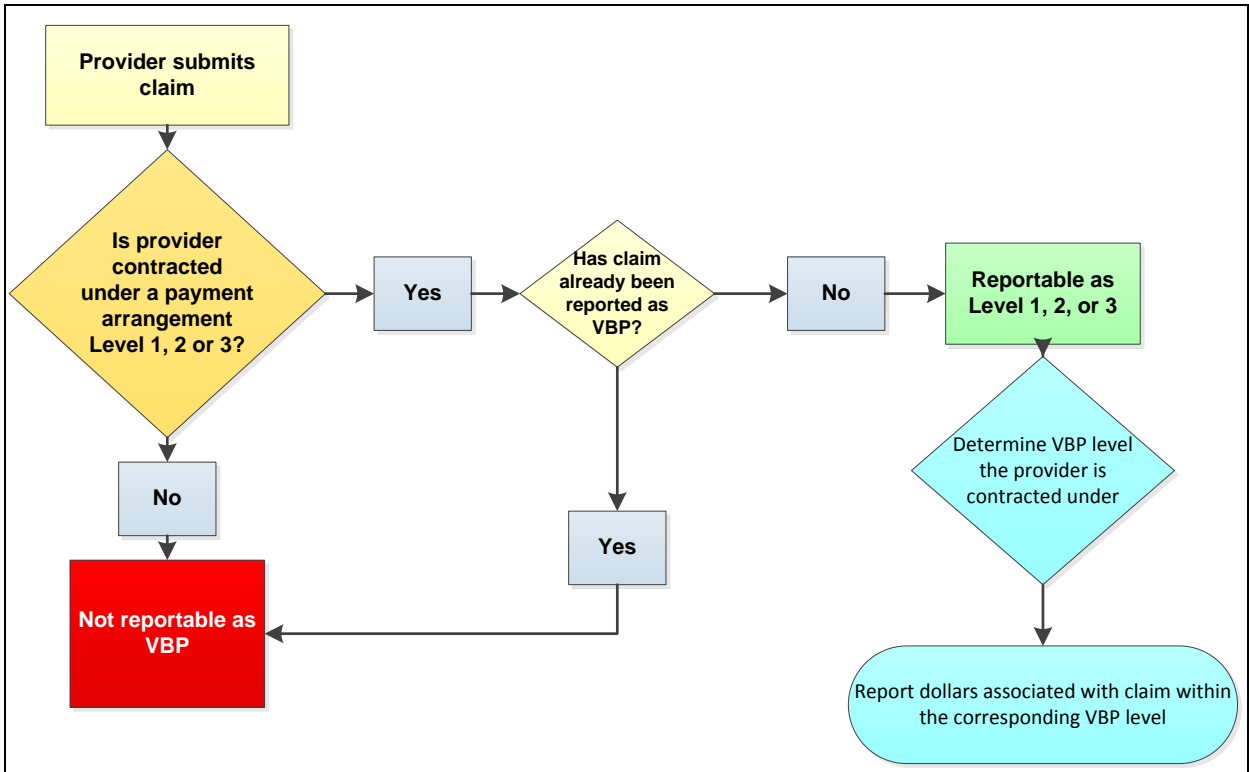 Provider submits
claim
Is provider
contracted
under a payment
arrangement
Level 1, 2 or 3?
Yes
Has claim
already been
reported as
VBP?
No
Reportable as
Level 1, 2, or 3
Determine VBP level
the provider is
contracted under
No
Yes
Not reportable as
VBP
Report dollars associated with claim within
the corresponding VBP level